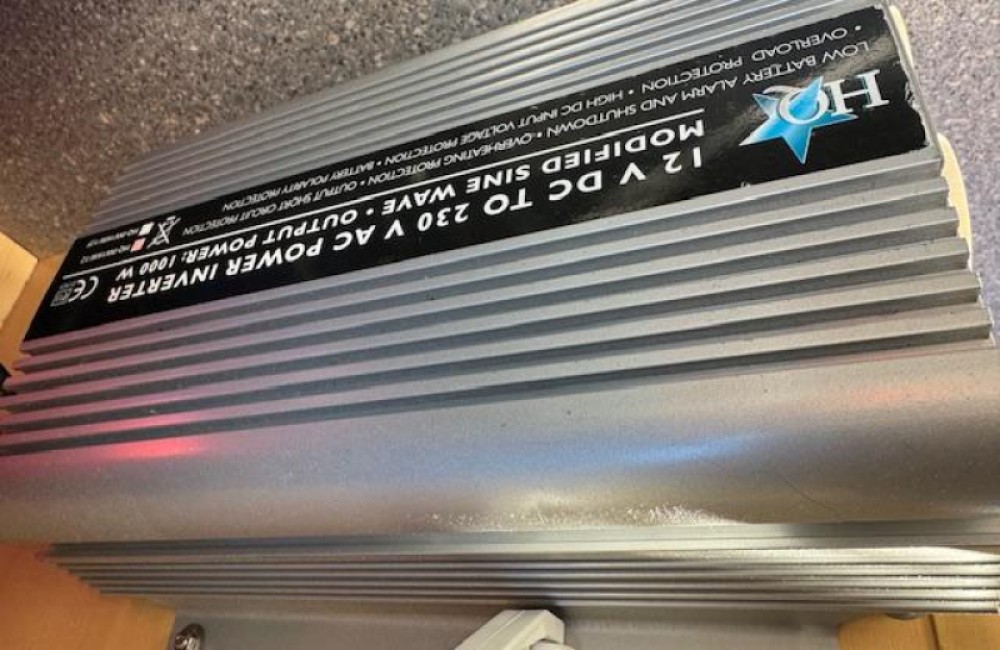 HQ
12 V DC TO 230 V AC POWER INVERTER
MODIFIED SINE WAVE • OUTPUT POWER: 1000 W
CE
LOW BATTERY ALARM AND SHUTDOWN • OVERHEATING PROTECTING • OUTPUT SHORT CIRCUIT PROTECTION
• OVERLOAD PROTECTION • HIGH DC INPUT VOLTAGE PROTECTION • BATTERY POLARITY PROTECTION